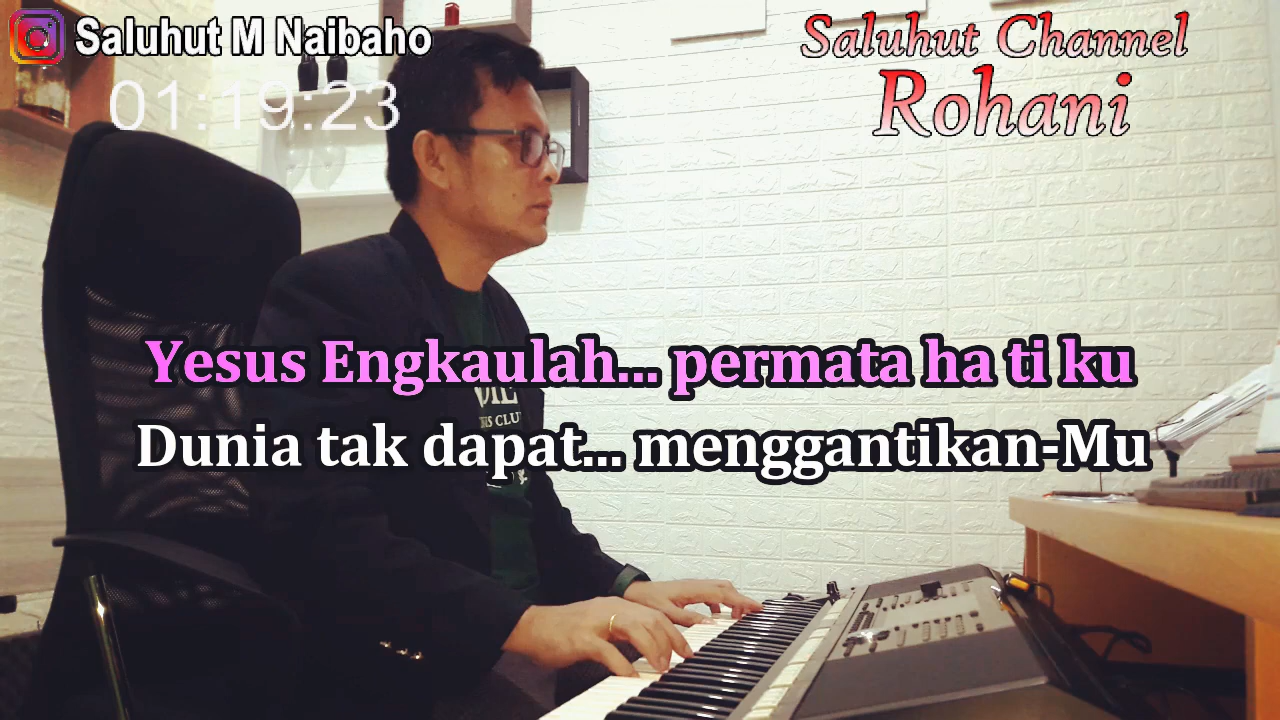 Saluhut M Naibaho
Saluhut Channel
Rohani
01:19:23
Yesus Engkaulah... permata ha ti ku
Dunia tak dapat... menggantikan-Mu